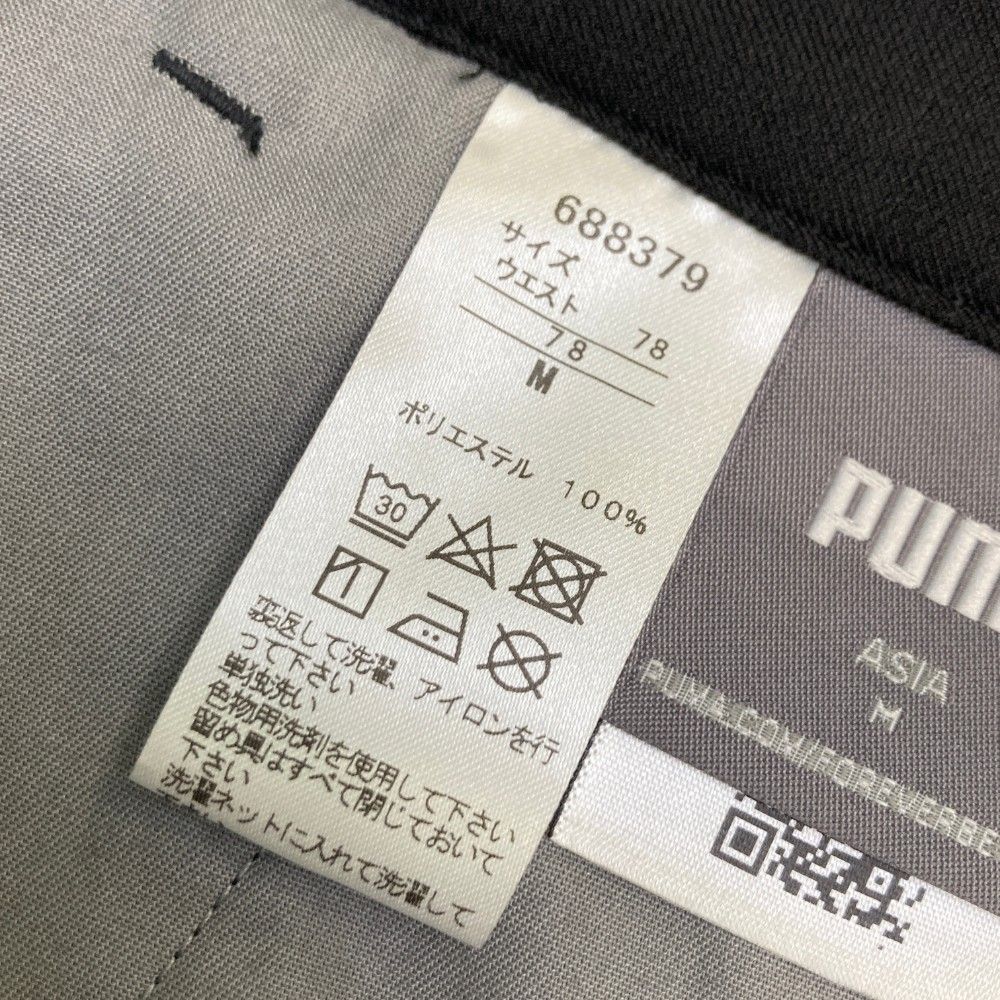 688379
サイズ
ウエスト 78
78
M
ポリエステル 100%
30
裏返して洗濯、アイロンを行
って下さい
単独洗い
色物用洗剤を使用して下さい
留め具はすべて閉じておいて
下さい
洗濯ネットに入れて洗濯して
PUMA
ASIA
M
PUMA.COM/FOREVERBE